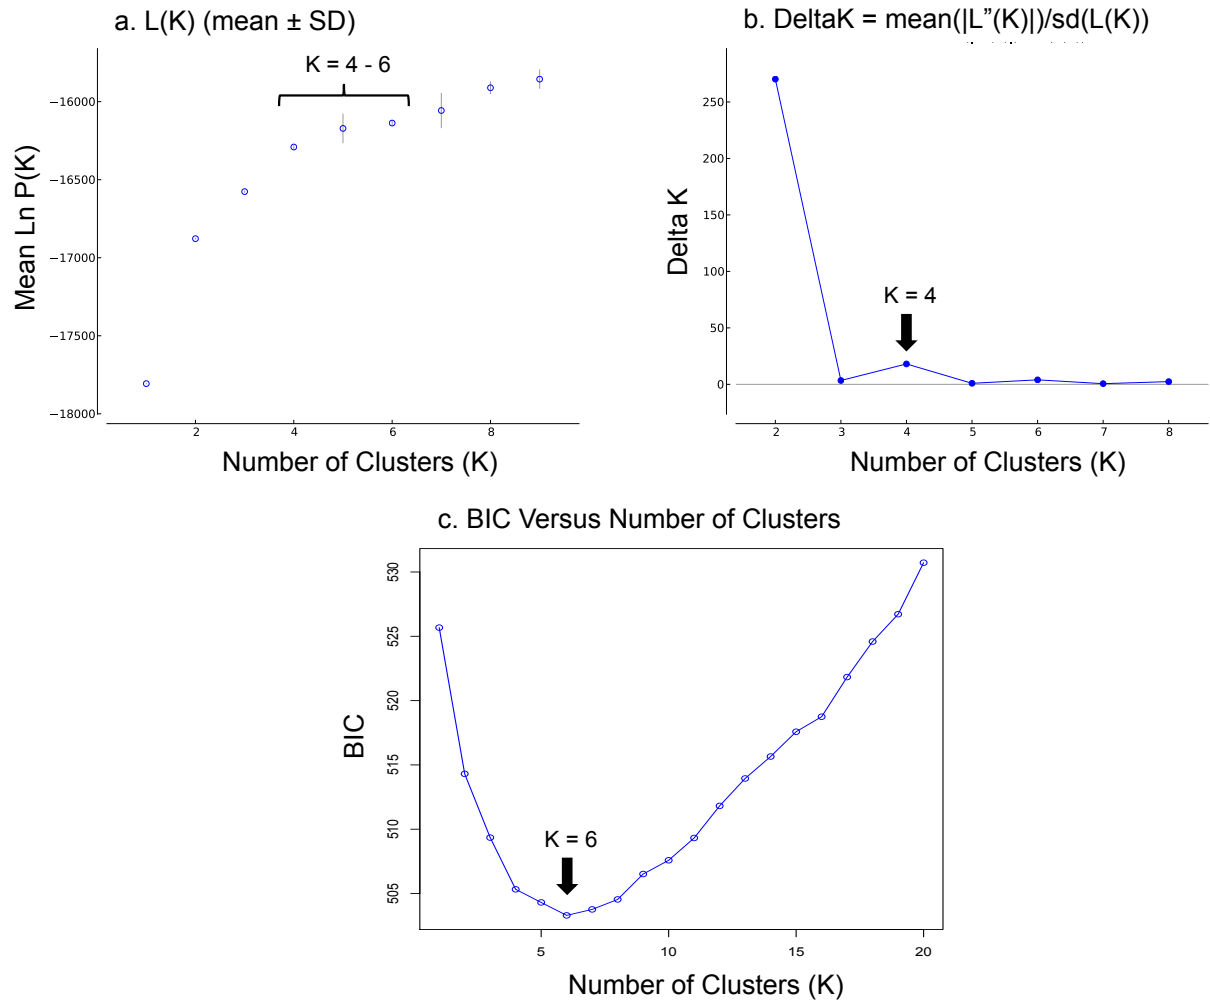 a. L(K) (mean ± SD)
K = 4 - 6
Mean Ln P(K)
−16000
−16500
−17000
−17500
−18000
2
4
6
8
Number of Clusters (K)
b. DeltaK = mean(|L”(K)|)/sd(L(K))
Delta K
250
200
150
100
50
0
K = 4
2
3
4
5
6
7
8
Number of Clusters (K)
c. BIC Versus Number of Clusters
BIC
530
525
520
515
510
505
K = 6
5
10
15
20
Number of Clusters (K)